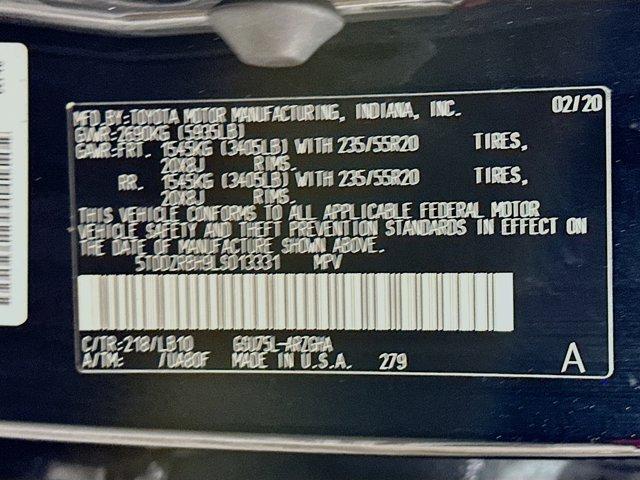 MFD.BY:TOYOTA MOTOR MANUFACTURING, INDIANA, INC. 02/20
GVWR:2690KG (5935LB)
GAWR:FRT. 1545KG (3405LB) WITH 235/55R20 TIRES,
20X8J RIMS.
RR. 1545KG (3405LB) WITH 235/55R20 TIRES,
20X8J RIMS.
THIS VEHICLE CONFORMS TO ALL APPLICABLE FEDERAL MOTOR
VEHICLE SAFETY AND THEFT PREVENTION STANDARDS IN EFFECT ON
THE DATE OF MANUFACTURE SHOWN ABOVE.
5TDDZRBH9LS013331 MPV
C/TR:218/LB10 GSU75L-ARZGHA
A/TM: /UA80F MADE IN U.S.A. 279
A